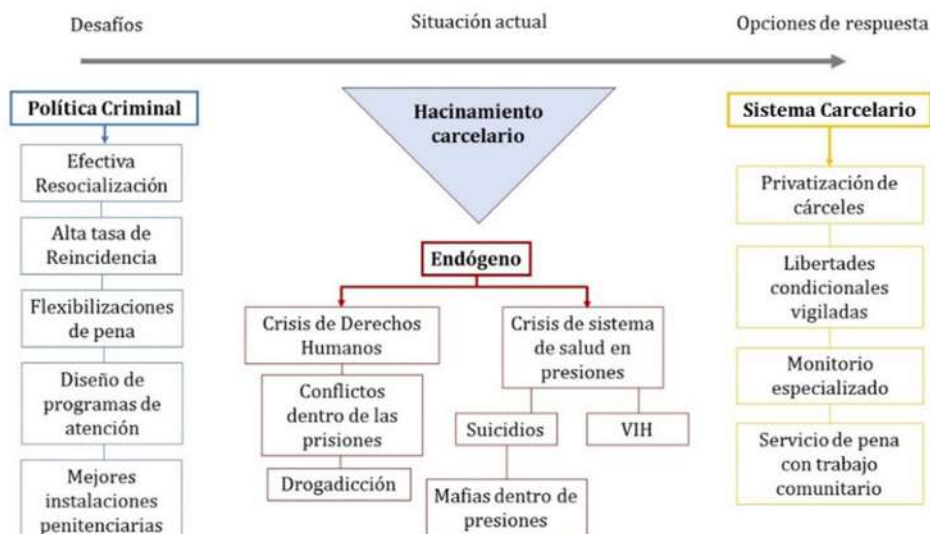 Desafíos
Situación actual
Opciones de respuesta
Política Criminal
Efectiva
Resocialización
Alta tasa de
Reincidencia
Flexibilizaciones
de pena
Diseño de
programas de
atención
Mejores
instalaciones
penitenciarias
Hacinamiento
carcelario
Endógeno
Crisis de Derechos
Humanos
Conflictos
dentro de las
prisiones
Drogadicción
Crisis de sistema
de salud en
presiones
Suicidios
VIH
Mafias dentro de
presiones
Sistema Carcelario
Privatización de
cárceles
Libertades
condicionales
vigiladas
Monitorio
especializado
Servicio de pena
con trabajo
comunitario